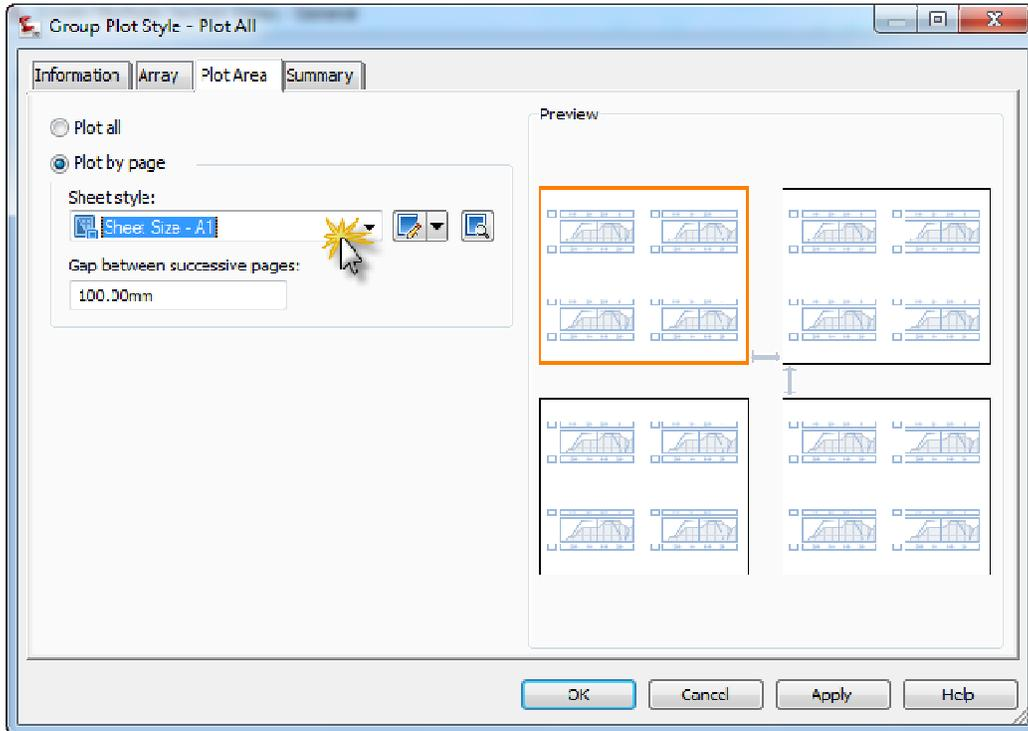 Group Plot Style - Plot All
Information Array Plot Area Summary
Plot all
Plot by page
Sheet style:
Sheet Size - A1
Gap between successive pages:
100.00mm
Preview
OK Cancel Apply Help